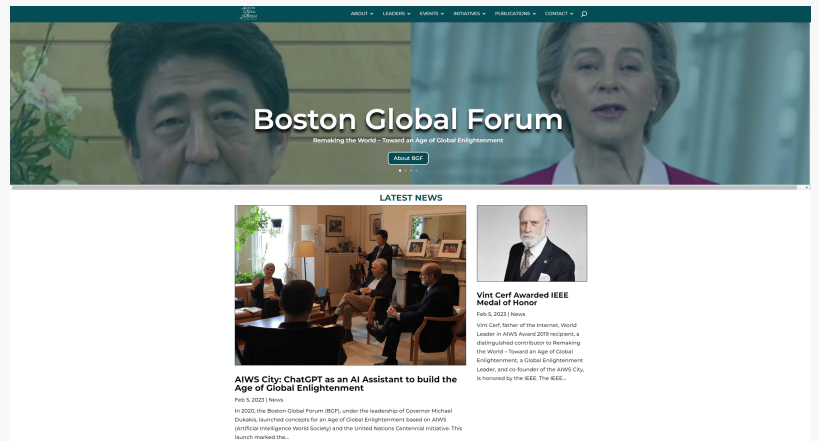 ABOUT LEADERS EVENTS INITIATIVES PUBLICATIONS CONTACT
Boston Global Forum
Remaking the World – Toward an Age of Global Enlightenment
About BGF
LATEST NEWS
AIWS City: ChatGPT as an AI Assistant to build the
Age of Global Enlightenment
Feb 5, 2023 | News
In 2020, the Boston Global Forum (BGF), under the leadership of Governor Michael
Dukakis, launched concepts for an Age of Global Enlightenment based on AIWS
(Artificial Intelligence World Society) and the United Nations Centennial Initiative. This
launch marked the...
Vint Cerf Awarded IEEE
Medal of Honor
Feb 5, 2023 | News
Vint Cerf, father of the Internet, World
Leader in AIWS Award 2019 recipient, a
distinguished contributor to Remaking
the World – Toward an Age of Global
Enlightenment, a Global Enlightenment
Leader, and co-founder of the AIWS City,
is honored by the IEEE. The IEEE...